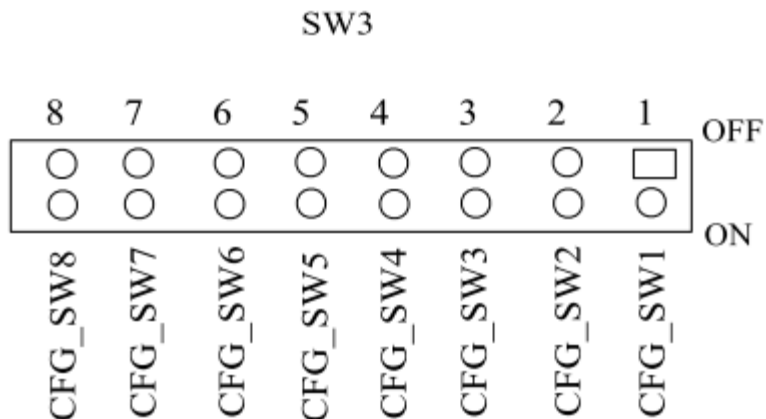 SW3
8 7 6 5 4 3 2 1
OFF
ON
CFG_SW8
CFG_SW7
CFG_SW6
CFG_SW5
CFG_SW4
CFG_SW3
CFG_SW2
CFG_SW1